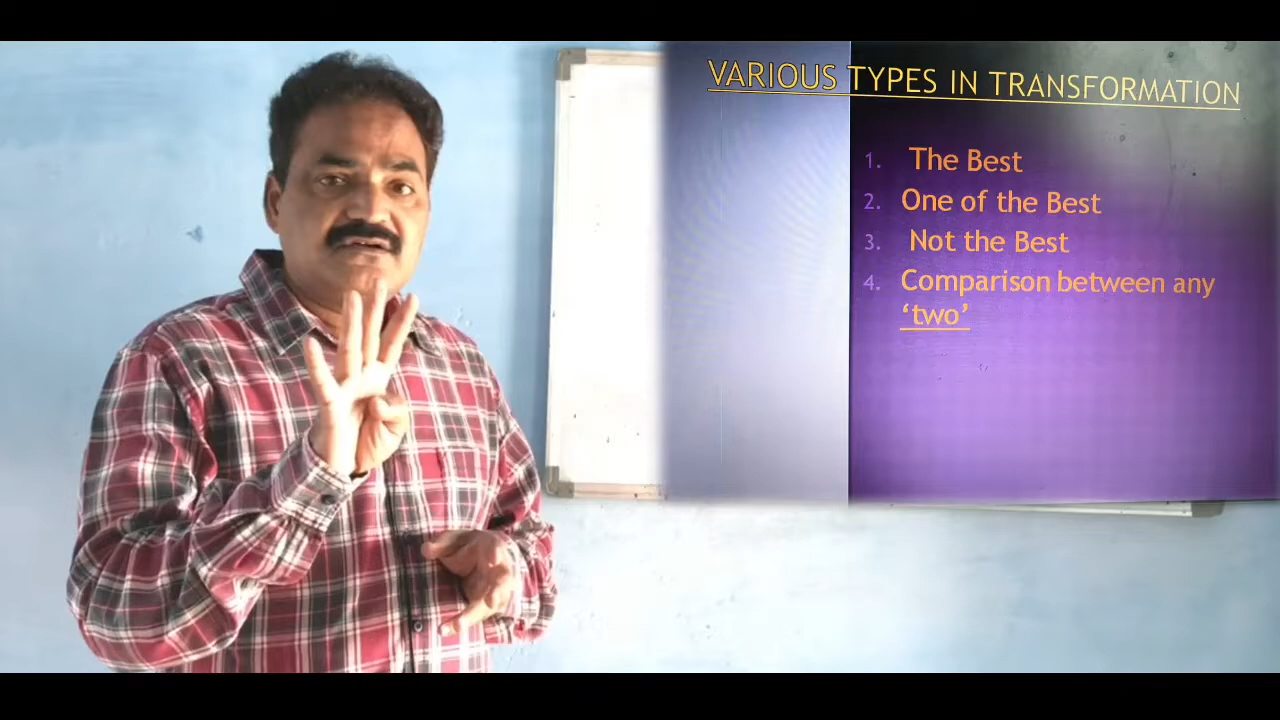 VARIOUS TYPES IN TRANSFORMATION
1. The Best
2. One of the Best
3. Not the Best
4. Comparison between any
‘two’